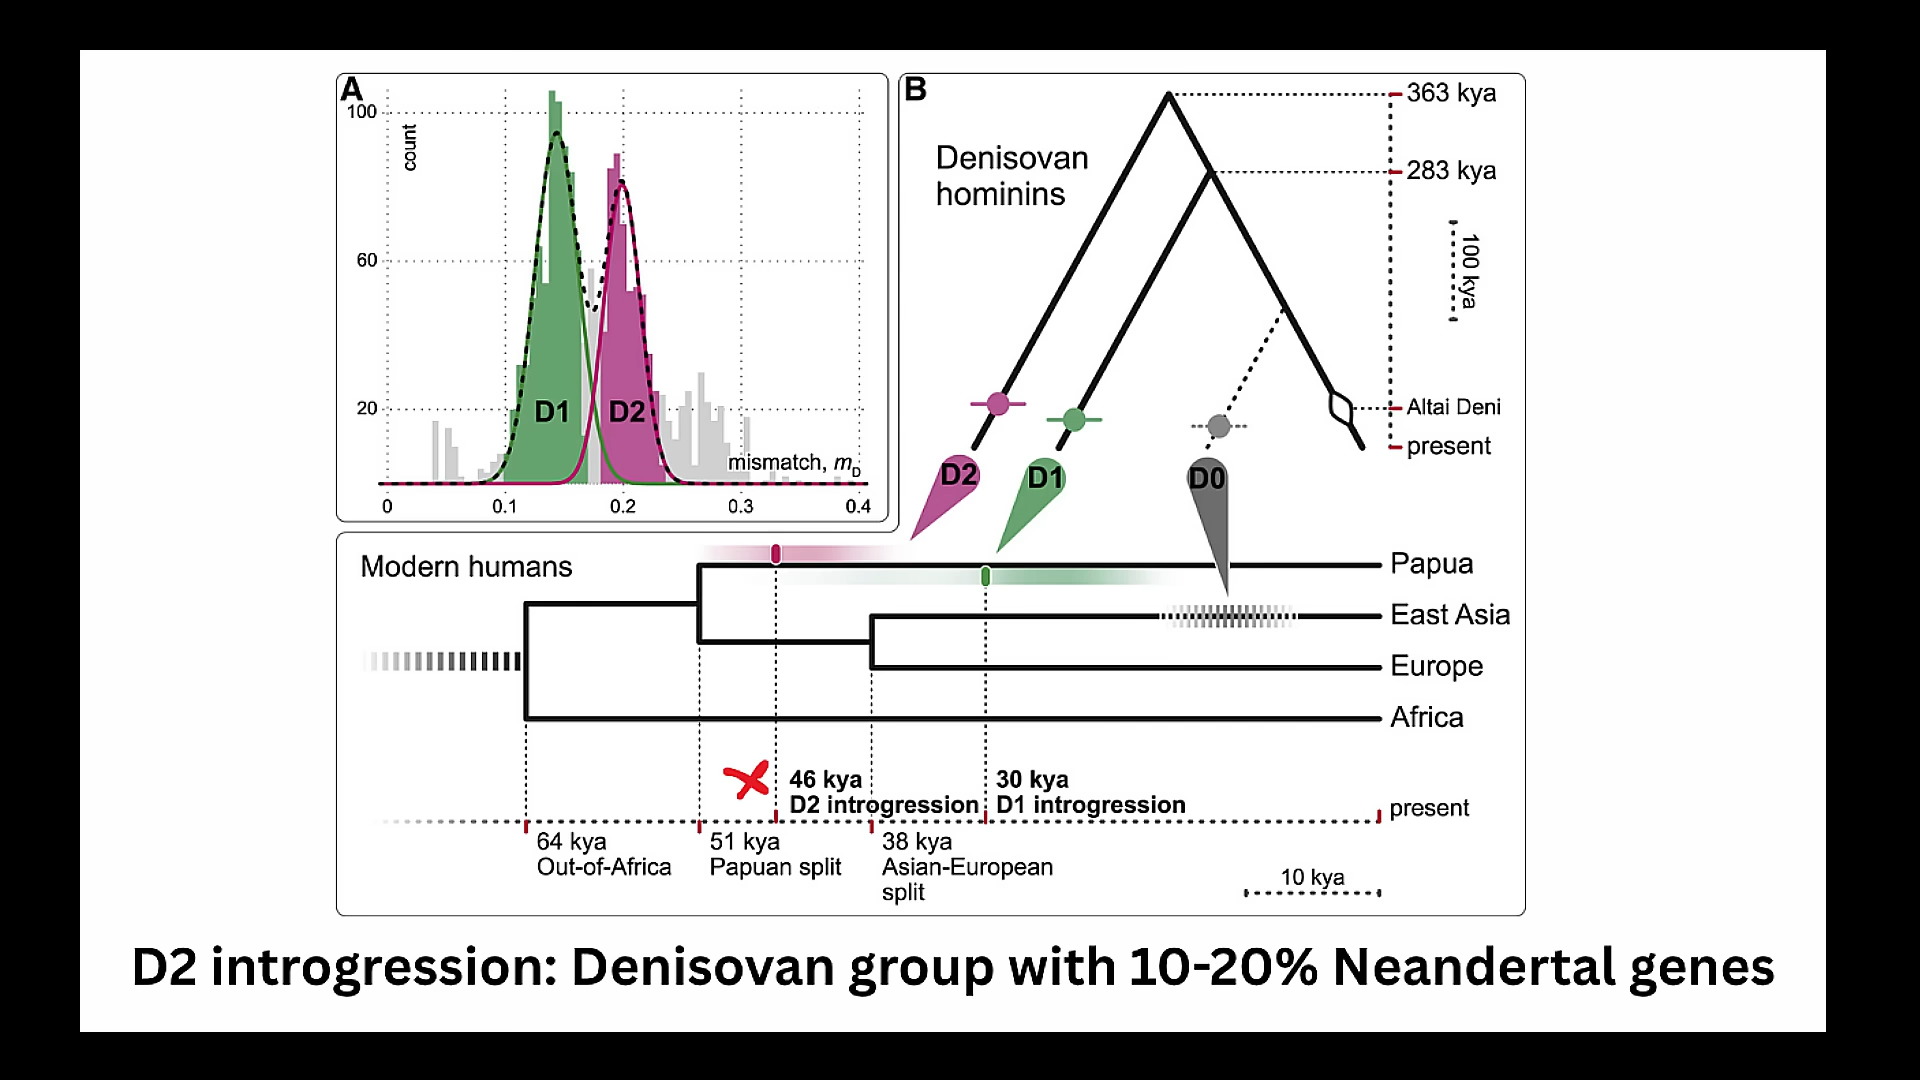 A
100
count
60
20
D1
D2
mismatch, mD
0
0.1
0.2
0.3
0.4
B
Denisovan
hominins
363 kya
283 kya
100 kya
Altai Deni
present
D2
D1
D0
Modern humans
Papua
East Asia
Europe
Africa
46 kya
D2 introgression
30 kya
D1 introgression
present
64 kya
Out-of-Africa
51 kya
Papuan split
38 kya
Asian-European
split
10 kya
D2 introgression: Denisovan group with 10-20% Neandertal genes